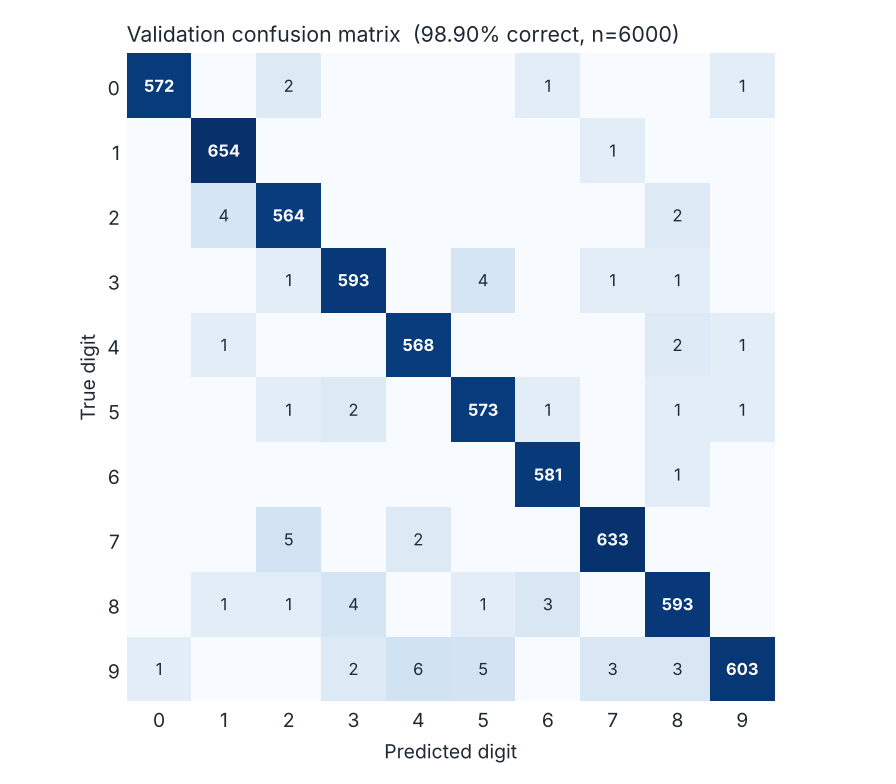 Validation confusion matrix (98.90% correct, n=6000)
0 572 2 1 1
1 654 1
2 4 564 2
3 1 593 4 1 1
4 1 568 2 1
5 1 2 573 1 1 1
6 581 1
7 5 2 633
8 1 1 4 1 3 593
9 1 2 6 5 3 3 603
True digit
0 1 2 3 4 5 6 7 8 9
Predicted digit